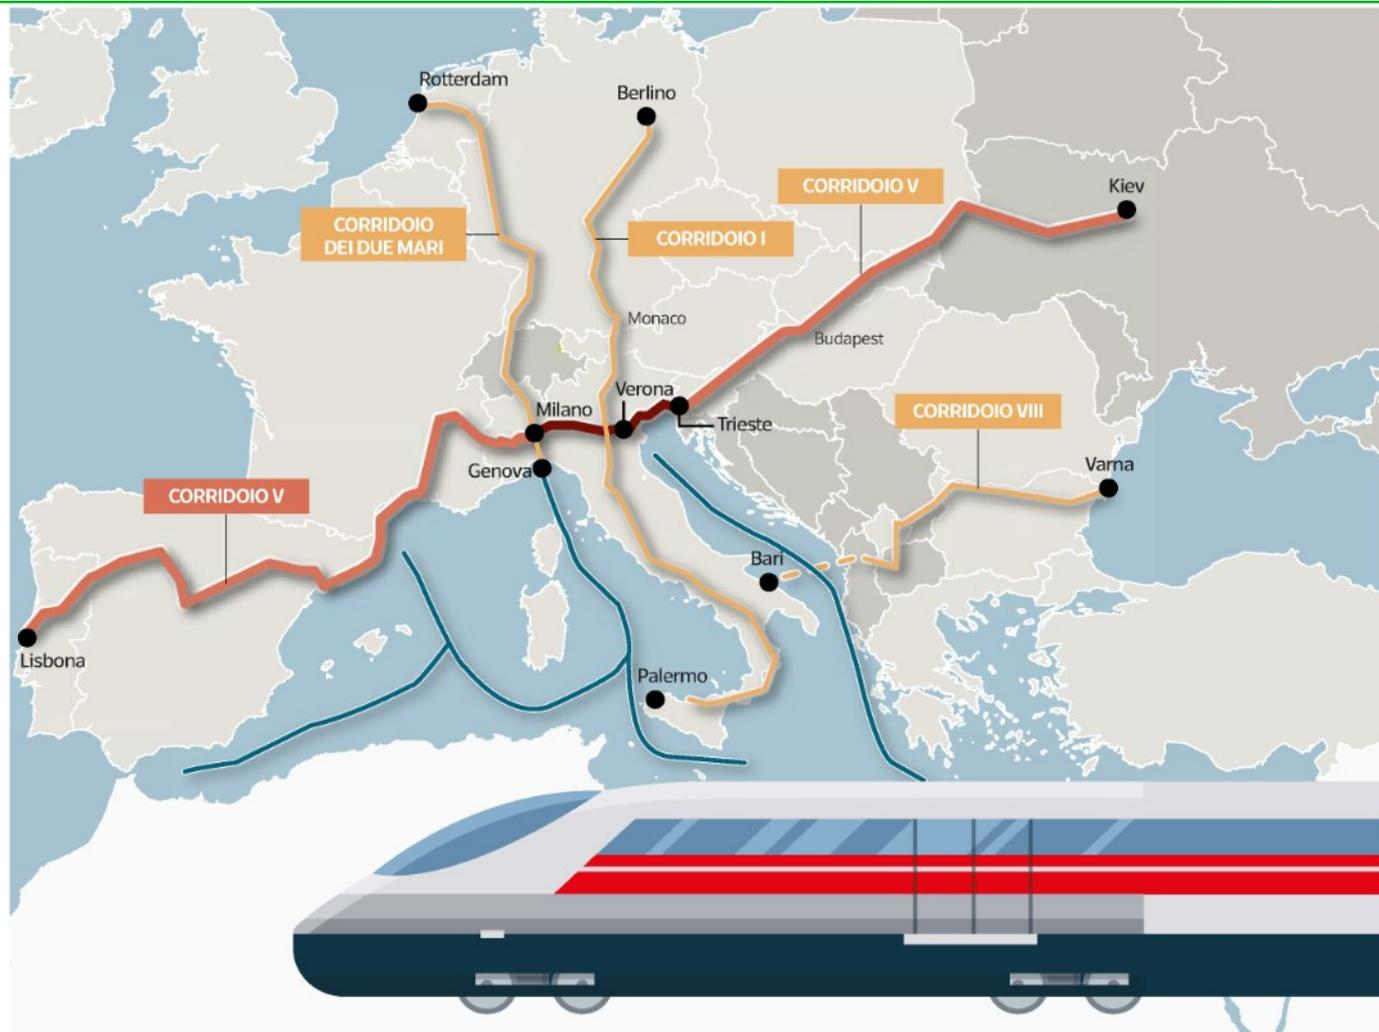 Rotterdam
Berlino
CORRIDOIO V
Kiev
CORRIDOIO
DEI DUE MARI
CORRIDOIO I
Monaco
Budapest
Verona
Milano
CORRIDOIO VIII
Trieste
Genova
Varna
CORRIDOIO V
Bari
Lisbona
Palermo